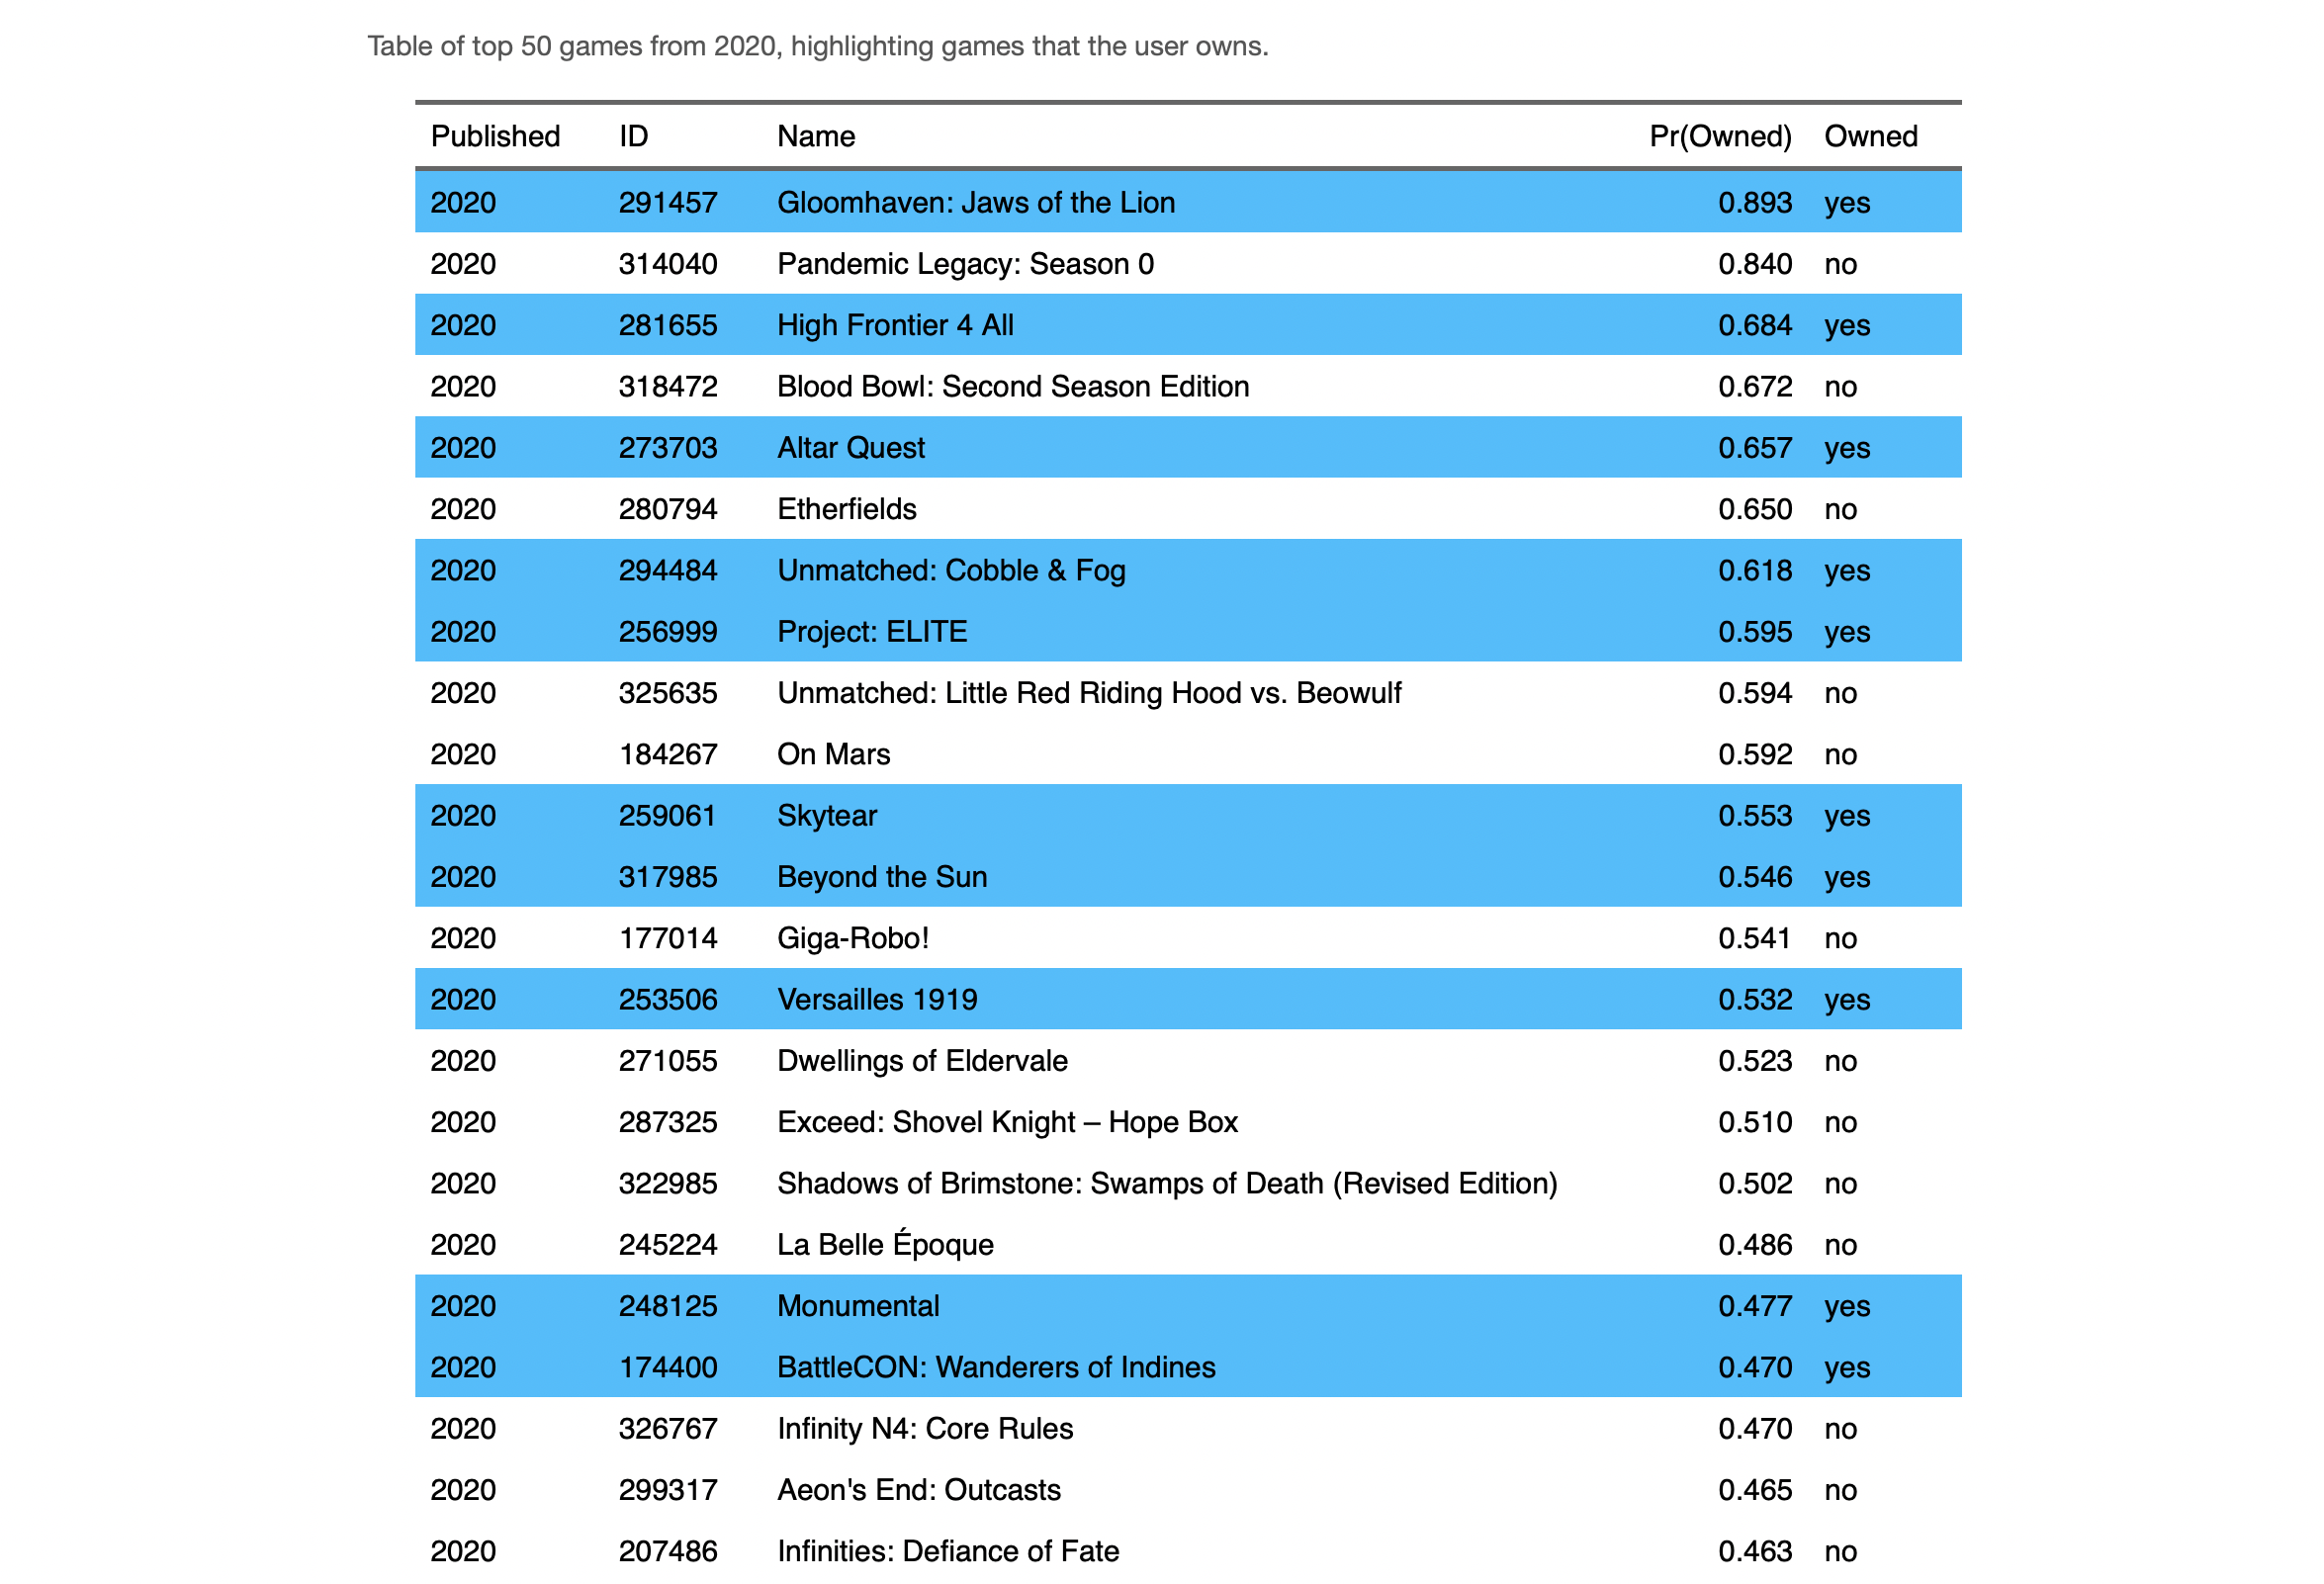 Table of top 50 games from 2020, highlighting games that the user owns.
Published ID Name Pr(Owned) Owned
2020 291457 Gloomhaven: Jaws of the Lion 0.893 yes
2020 314040 Pandemic Legacy: Season 0 0.840 no
2020 281655 High Frontier 4 All 0.684 yes
2020 318472 Blood Bowl: Second Season Edition 0.672 no
2020 273703 Altar Quest 0.657 yes
2020 280794 Etherfields 0.650 no
2020 294484 Unmatched: Cobble & Fog 0.618 yes
2020 256999 Project: ELITE 0.595 yes
2020 325635 Unmatched: Little Red Riding Hood vs. Beowulf 0.594 no
2020 184267 On Mars 0.592 no
2020 259061 Skytear 0.553 yes
2020 317985 Beyond the Sun 0.546 yes
2020 177014 Giga-Robo! 0.541 no
2020 253506 Versailles 1919 0.532 yes
2020 271055 Dwellings of Eldervale 0.523 no
2020 287325 Exceed: Shovel Knight – Hope Box 0.510 no
2020 322985 Shadows of Brimstone: Swamps of Death (Revised Edition) 0.502 no
2020 245224 La Belle Époque 0.486 no
2020 248125 Monumental 0.477 yes
2020 174400 BattleCON: Wanderers of Indines 0.470 yes
2020 326767 Infinity N4: Core Rules 0.470 no
2020 299317 Aeon's End: Outcasts 0.465 no
2020 207486 Infinities: Defiance of Fate 0.463 no